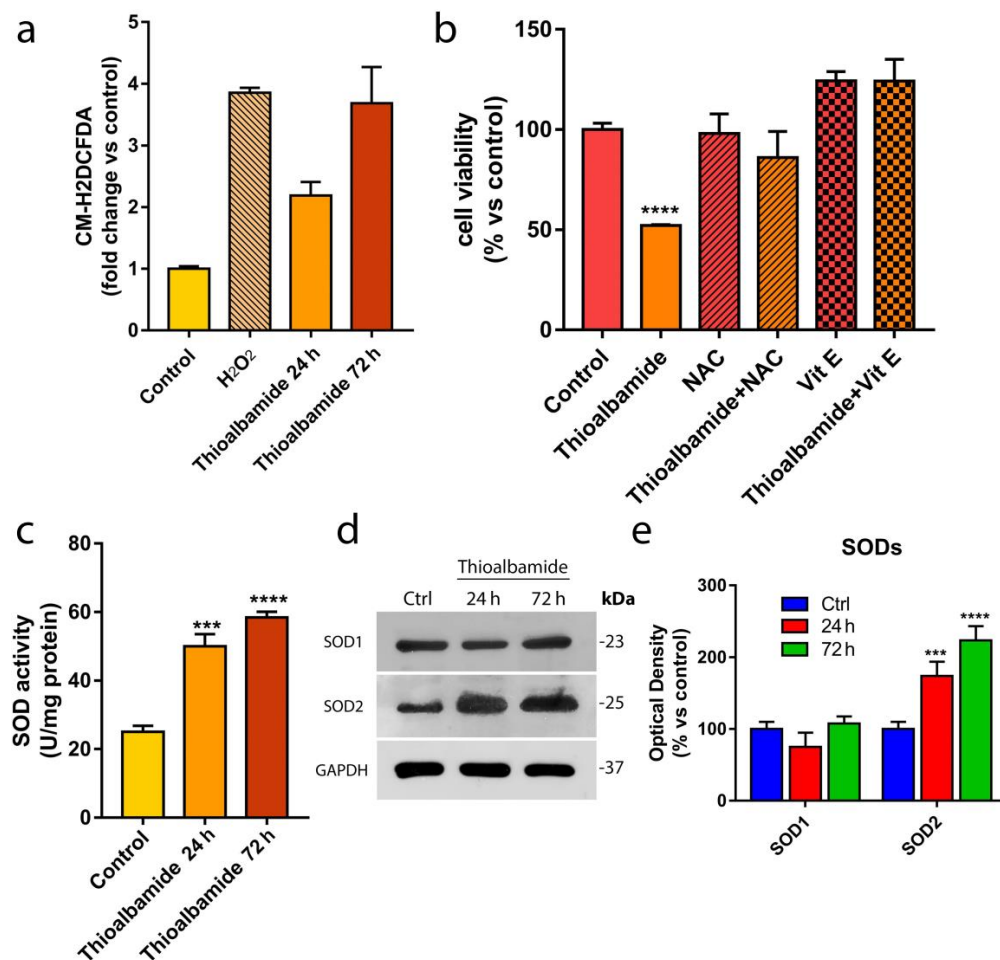 a
CM-H2DCFDA
(fold change vs control)
5
4
3
2
1
0
Control
H2O2
Thioalbamide 24 h
Thioalbamide 72 h
b
cell viability
(% vs control)
150
100
50
0
****
Control
Thioalbamide
NAC
Thioalbamide+NAC
Vit E
Thioalbamide+Vit E
c
SOD activity
(U/mg protein)
80
60
40
20
0
***
****
Control
Thioalbamide 24 h
Thioalbamide 72 h
d
Thioalbamide
Ctrl 24 h 72 h kDa
SOD1 -23
SOD2 -25
GAPDH -37
e
SODs
Optical Density
(% vs control)
300
200
100
0
Ctrl
24 h
72 h
***
****
SOD1
SOD2